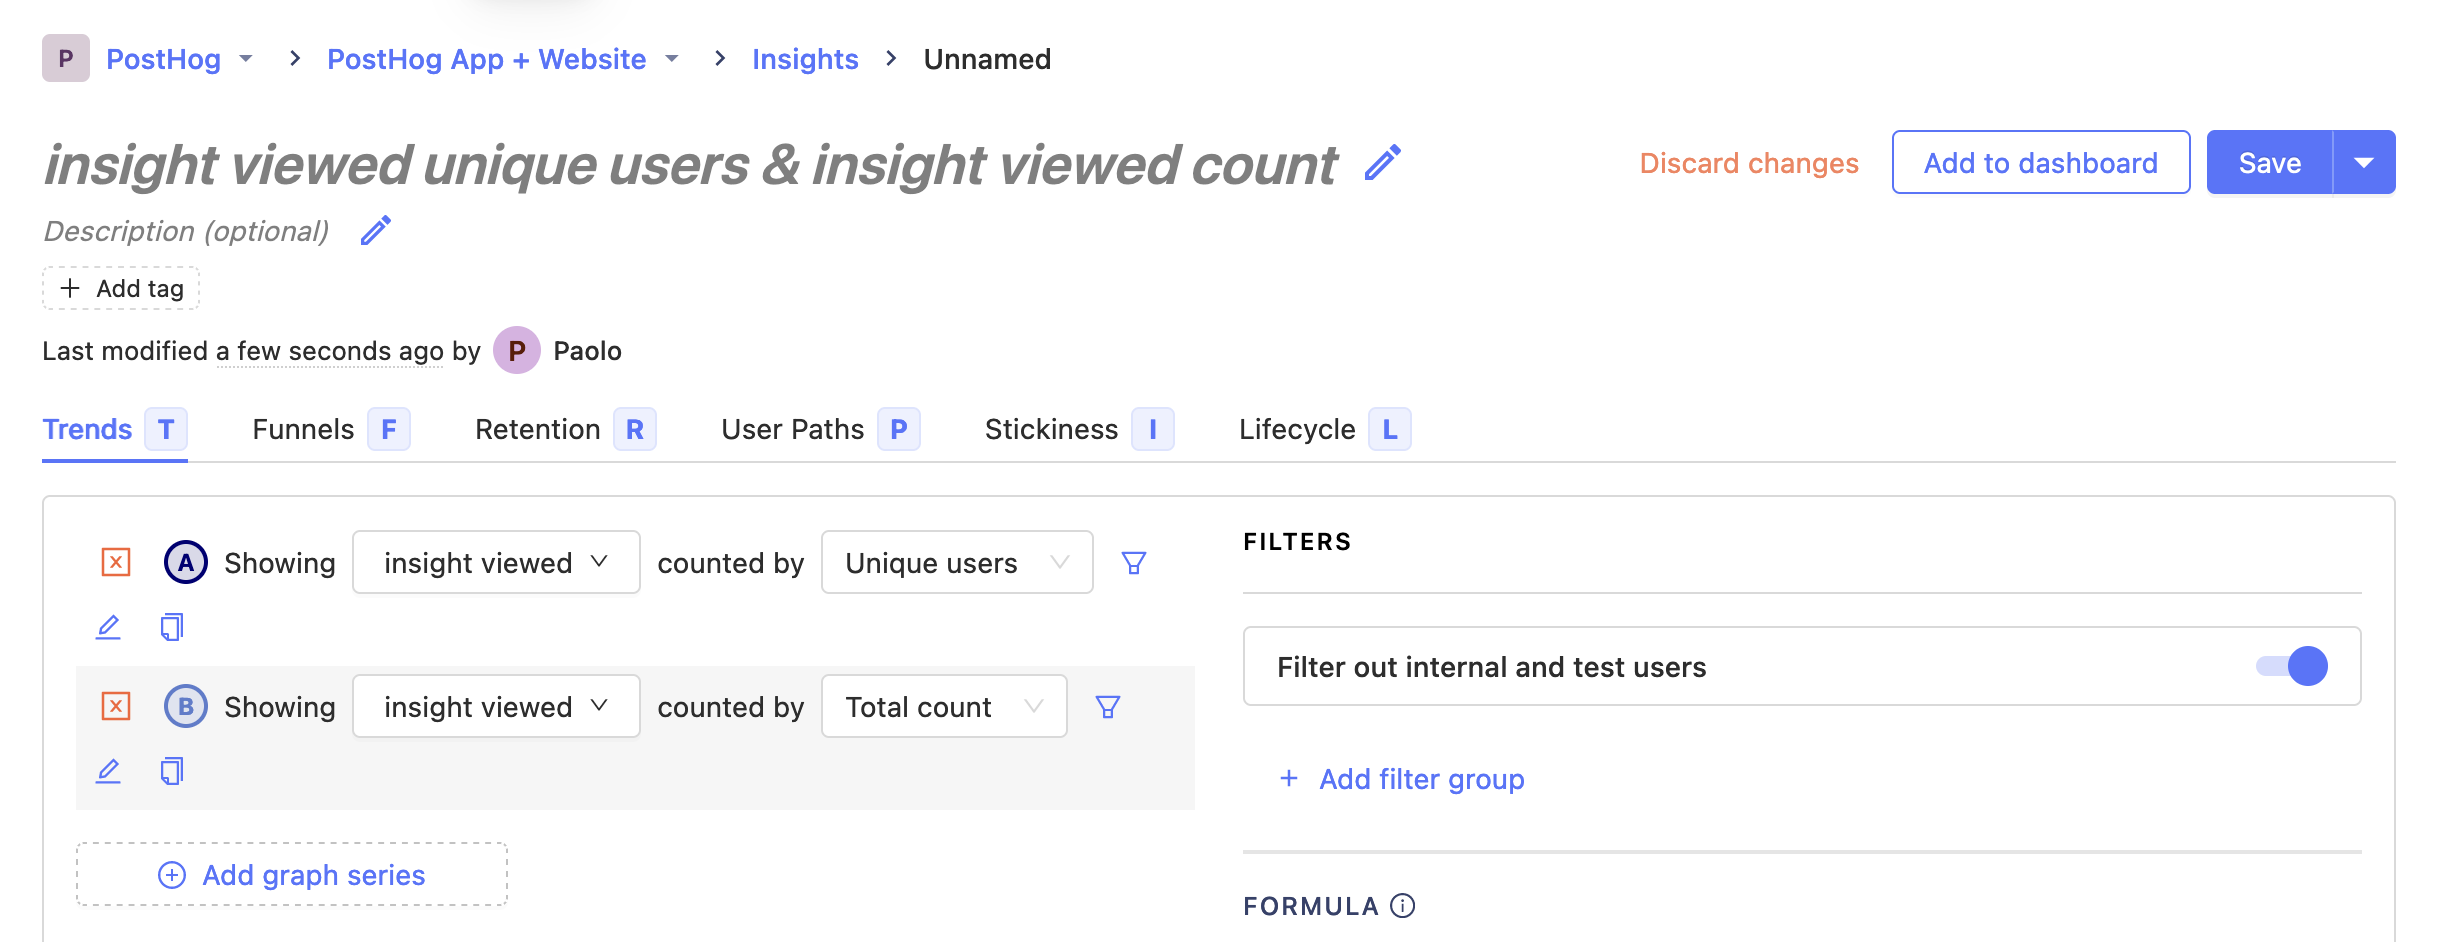 P PostHog > PostHog App + Website > Insights > Unnamed
insight viewed unique users & insight viewed count
Discard changes Add to dashboard Save
Description (optional)
+ Add tag
Last modified a few seconds ago by P Paolo
Trends T Funnels F Retention R User Paths P Stickiness I Lifecycle L
A Showing insight viewed counted by Unique users
B Showing insight viewed counted by Total count
Add graph series
FILTERS
Filter out internal and test users
+ Add filter group
FORMULA